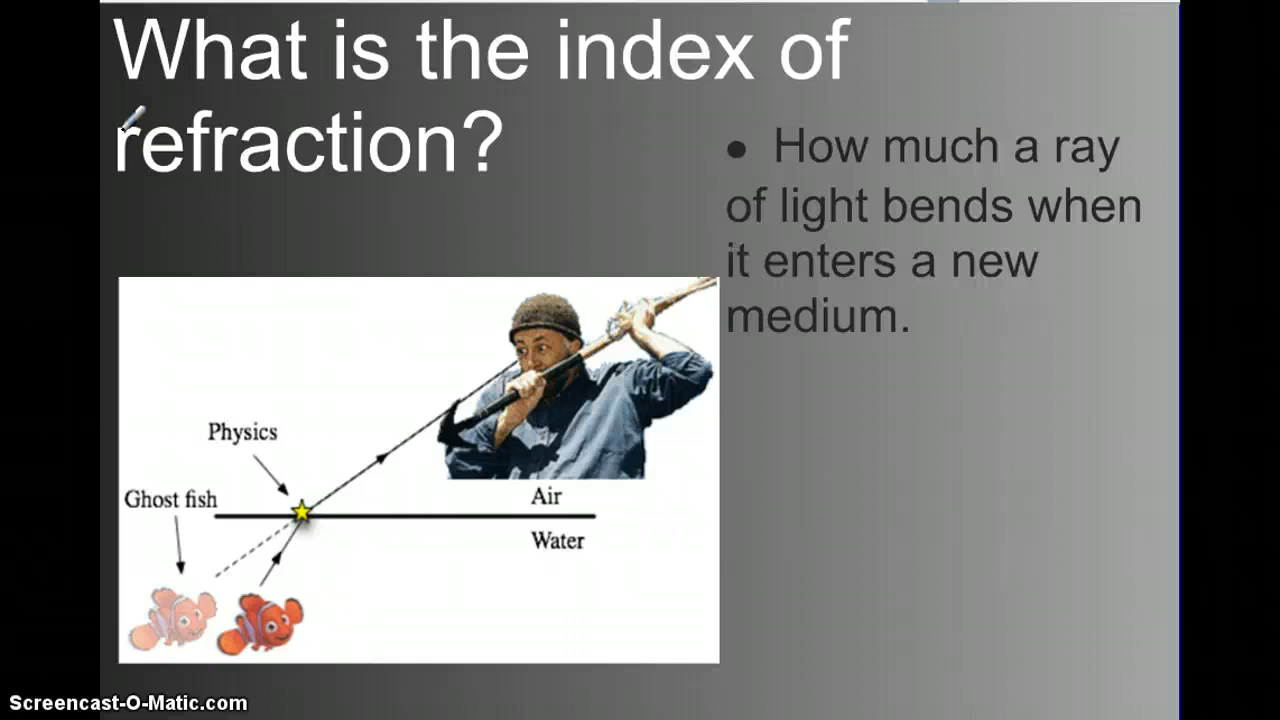 What is the index of
refraction?
● How much a ray
of light bends when
it enters a new
medium.
Physics
Ghost fish
Air
Water
Screencast-O-Matic.com